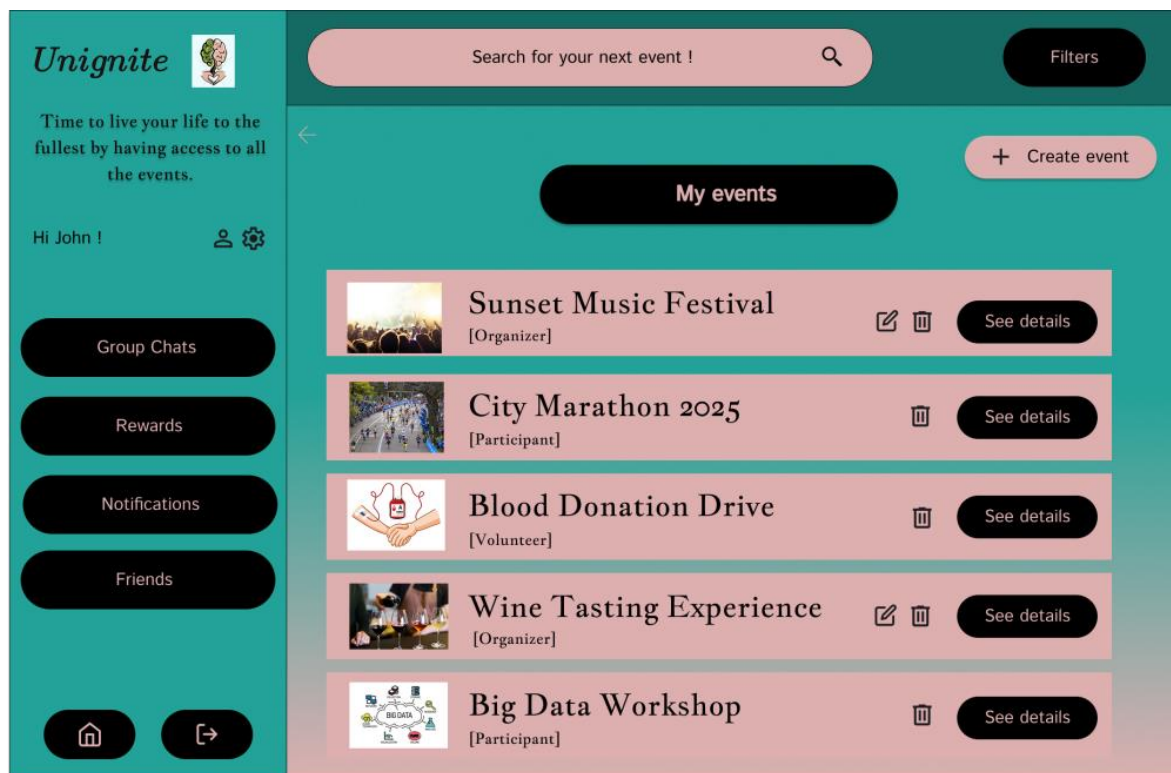 Unignite
Time to live your life to the
fullest by having access to all
the events.
Hi John !
Group Chats
Rewards
Notifications
Friends
Search for your next event !
Filters
+ Create event
My events
Sunset Music Festival
[Organizer]
See details
City Marathon 2025
[Participant]
See details
Blood Donation Drive
[Volunteer]
See details
Wine Tasting Experience
[Organizer]
See details
BIG DATA
Big Data Workshop
[Participant]
See details